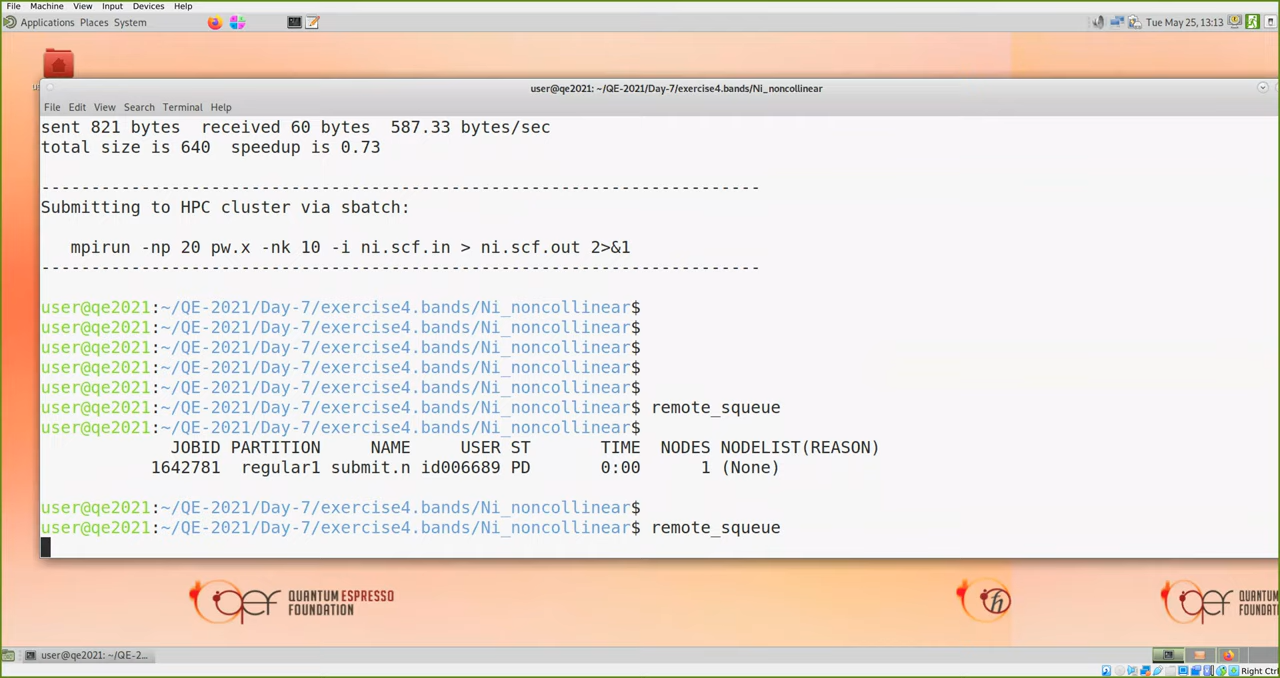 File Machine View Input Devices Help
Applications Places System
Tue May 25, 13:13
user@qe2021: ~/QE-2021/Day-7/exercise4.bands/Ni_noncollinear
File Edit View Search Terminal Help
sent 821 bytes  received 60 bytes  587.33 bytes/sec
total size is 640  speedup is 0.73
------------------------------------------------------------------------
Submitting to HPC cluster via sbatch:
mpirun -np 20 pw.x -nk 10 -i ni.scf.in > ni.scf.out 2>&1
------------------------------------------------------------------------
user@qe2021:~/QE-2021/Day-7/exercise4.bands/Ni_noncollinear$
user@qe2021:~/QE-2021/Day-7/exercise4.bands/Ni_noncollinear$
user@qe2021:~/QE-2021/Day-7/exercise4.bands/Ni_noncollinear$
user@qe2021:~/QE-2021/Day-7/exercise4.bands/Ni_noncollinear$
user@qe2021:~/QE-2021/Day-7/exercise4.bands/Ni_noncollinear$
user@qe2021:~/QE-2021/Day-7/exercise4.bands/Ni_noncollinear$ remote_squeue
user@qe2021:~/QE-2021/Day-7/exercise4.bands/Ni_noncollinear$
JOBID PARTITION NAME USER ST TIME NODES NODELIST(REASON)
1642781 regular1 submit.n id006689 PD 0:00 1 (None)
user@qe2021:~/QE-2021/Day-7/exercise4.bands/Ni_noncollinear$
user@qe2021:~/QE-2021/Day-7/exercise4.bands/Ni_noncollinear$ remote_squeue
QUANTUM ESPRESSO
FOUNDATION
QUANTU
FOUNDA
user@qe2021: ~/QE-2...
Right Ctrl